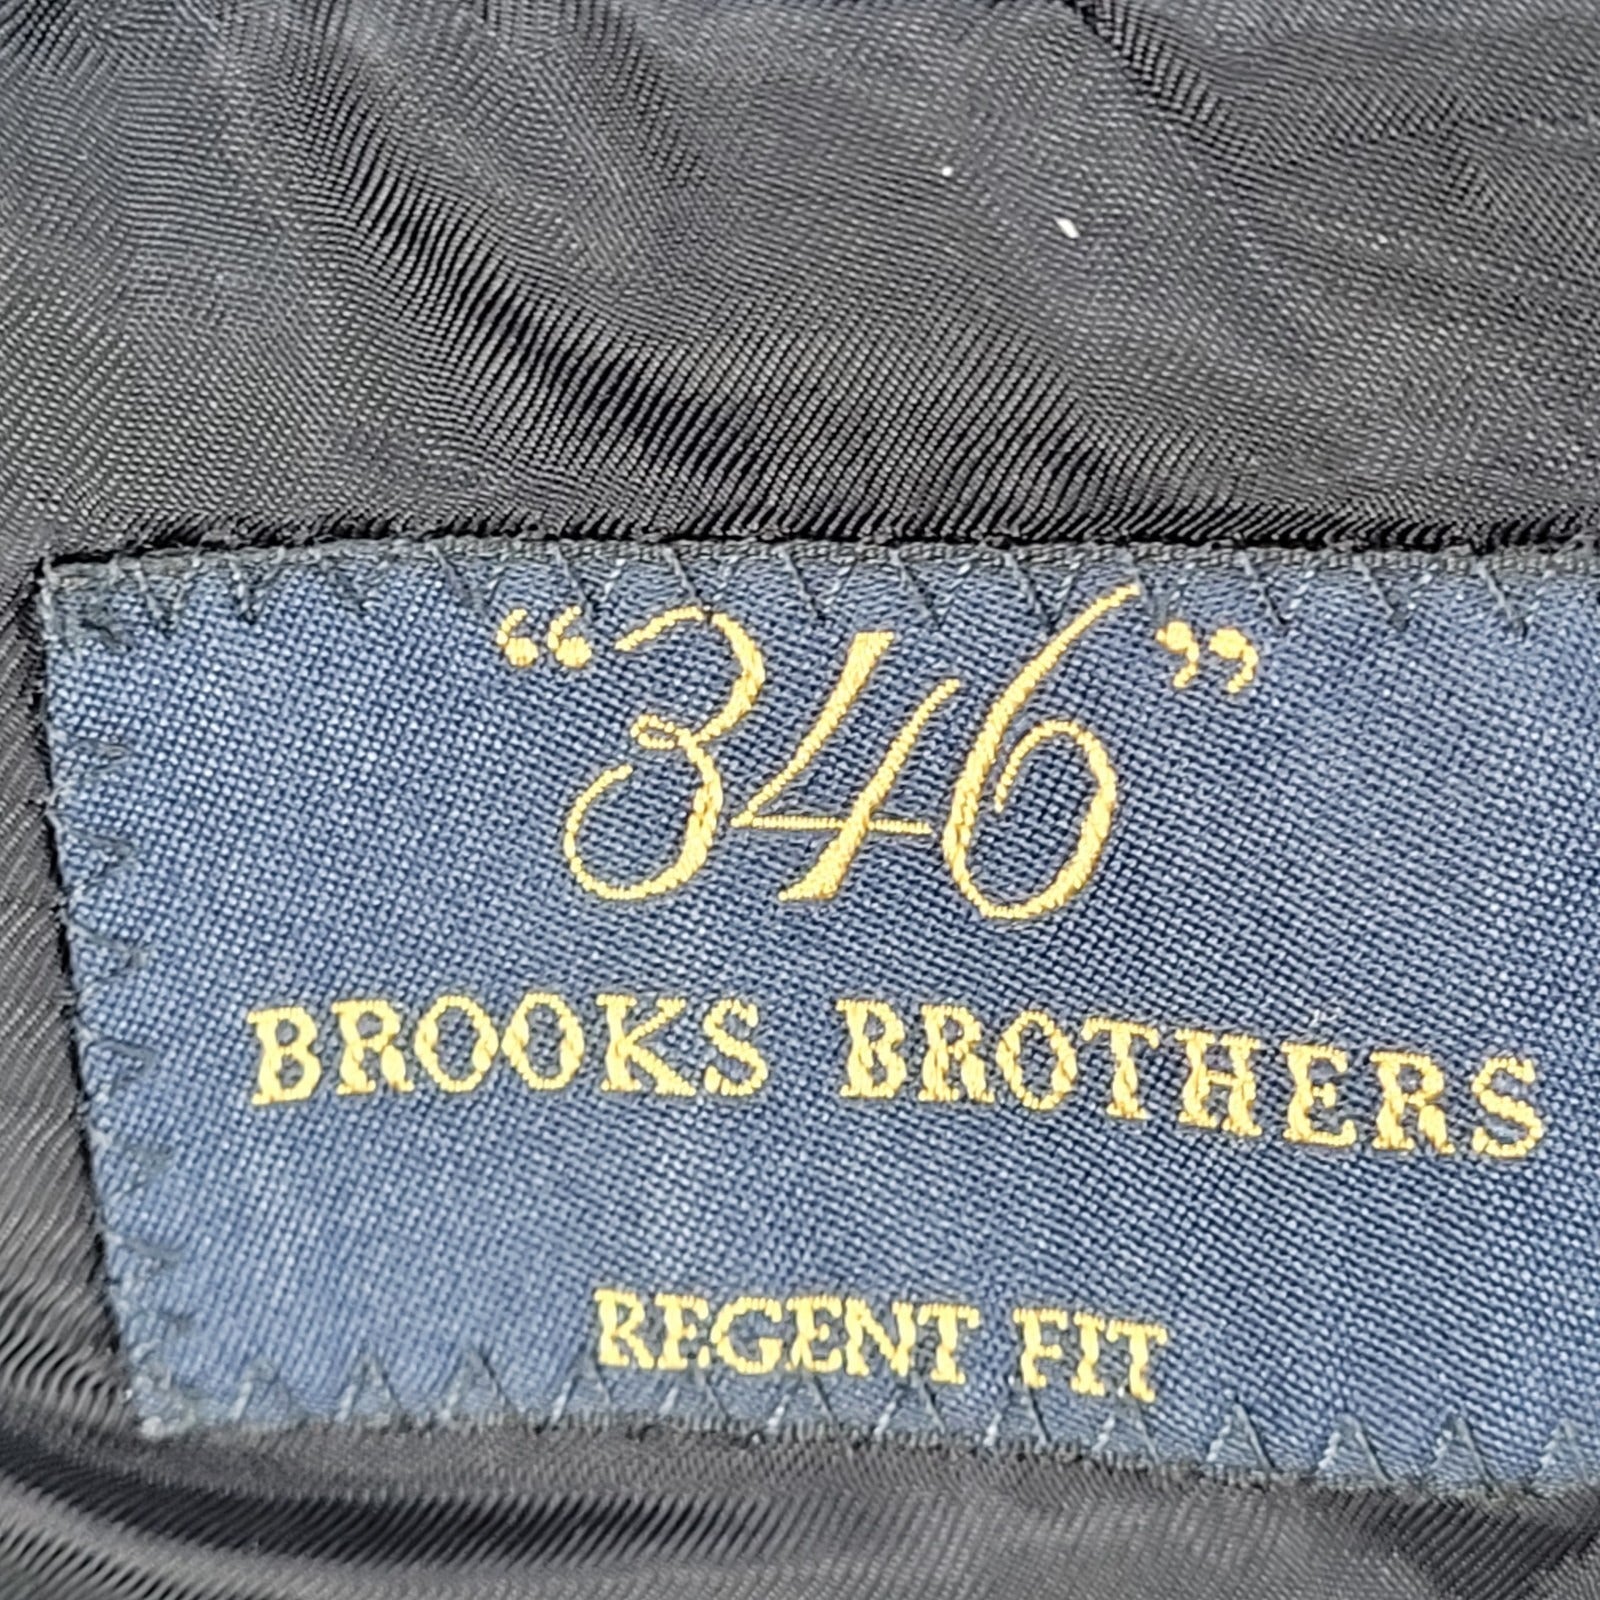 “346”
BROOKS BROTHERS
REGENT FIT